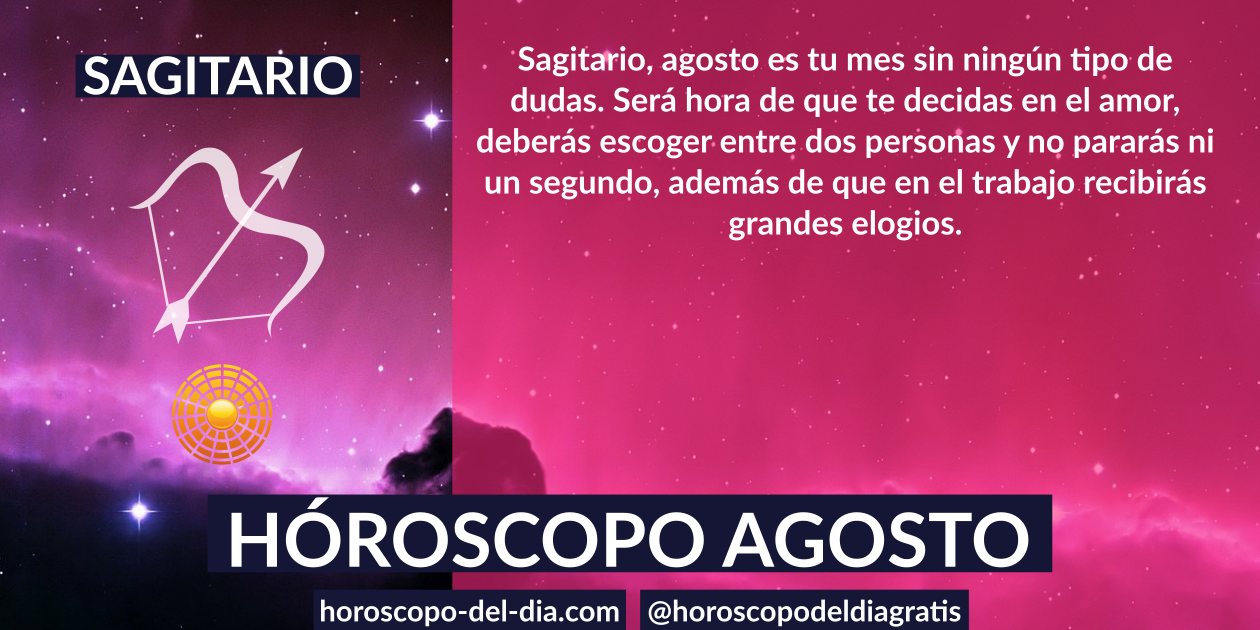 SAGITARIO
Sagitario, agosto es tu mes sin ningún tipo de
dudas. Será hora de que te decidas en el amor,
deberás escoger entre dos personas y no pararás ni
un segundo, además de que en el trabajo recibirás
grandes elogios.
HÓROSCOPO AGOSTO
horoscopo-del-dia.com
@horoscopodeldiagratis